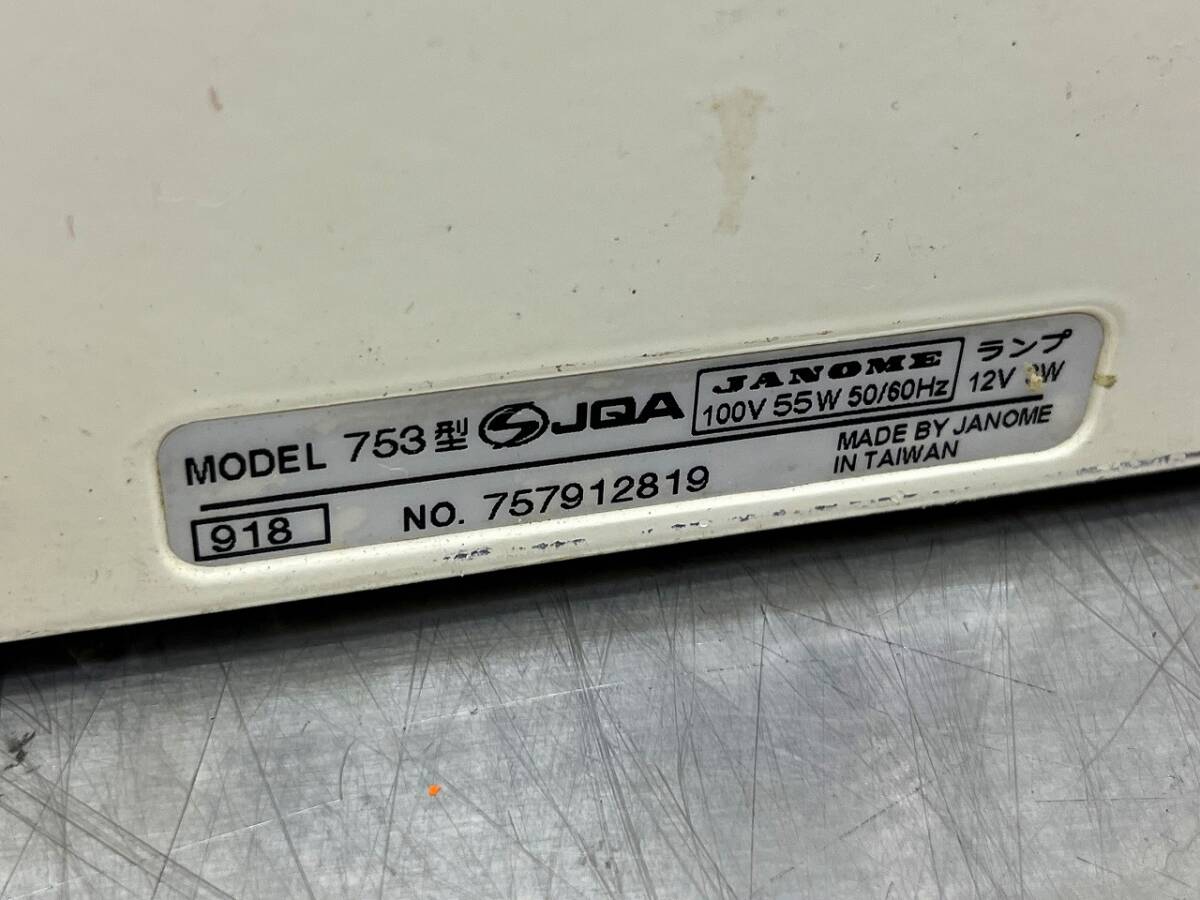 MODEL 753型 JQA
JANOME
100V 55W 50/60Hz
ランプ
12V W
918
NO. 757912819
MADE BY JANOME
IN TAIWAN